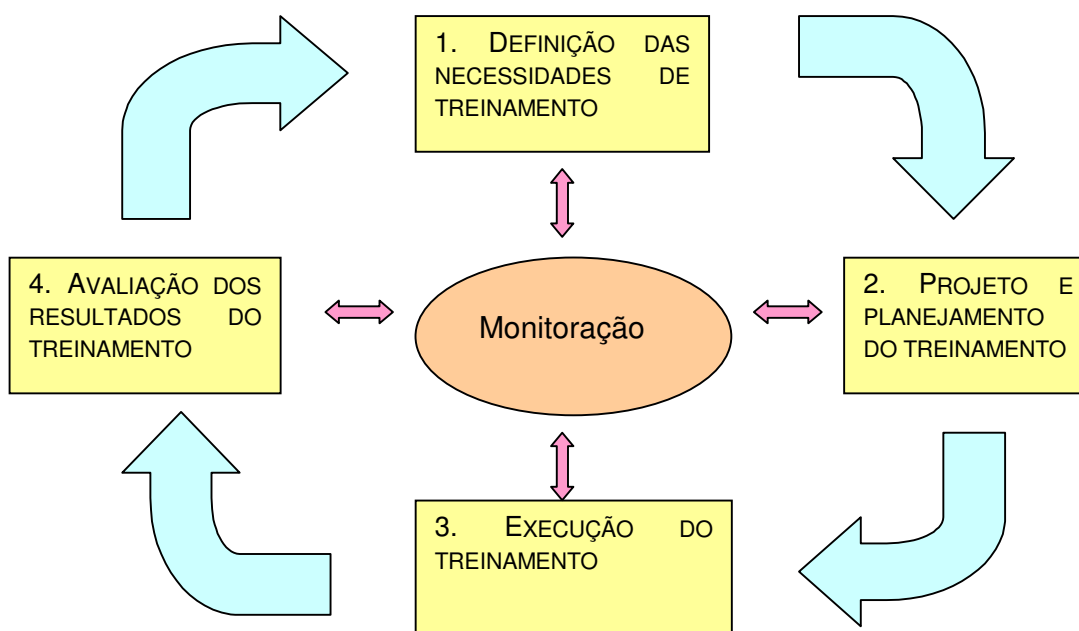 1. DEFINIÇÃO DAS
NECESSIDADES DE
TREINAMENTO
4. AVALIAÇÃO DOS
RESULTADOS DO
TREINAMENTO
Monitoração
2. PROJETO E
PLANEJAMENTO
DO TREINAMENTO
3. EXECUÇÃO DO
TREINAMENTO